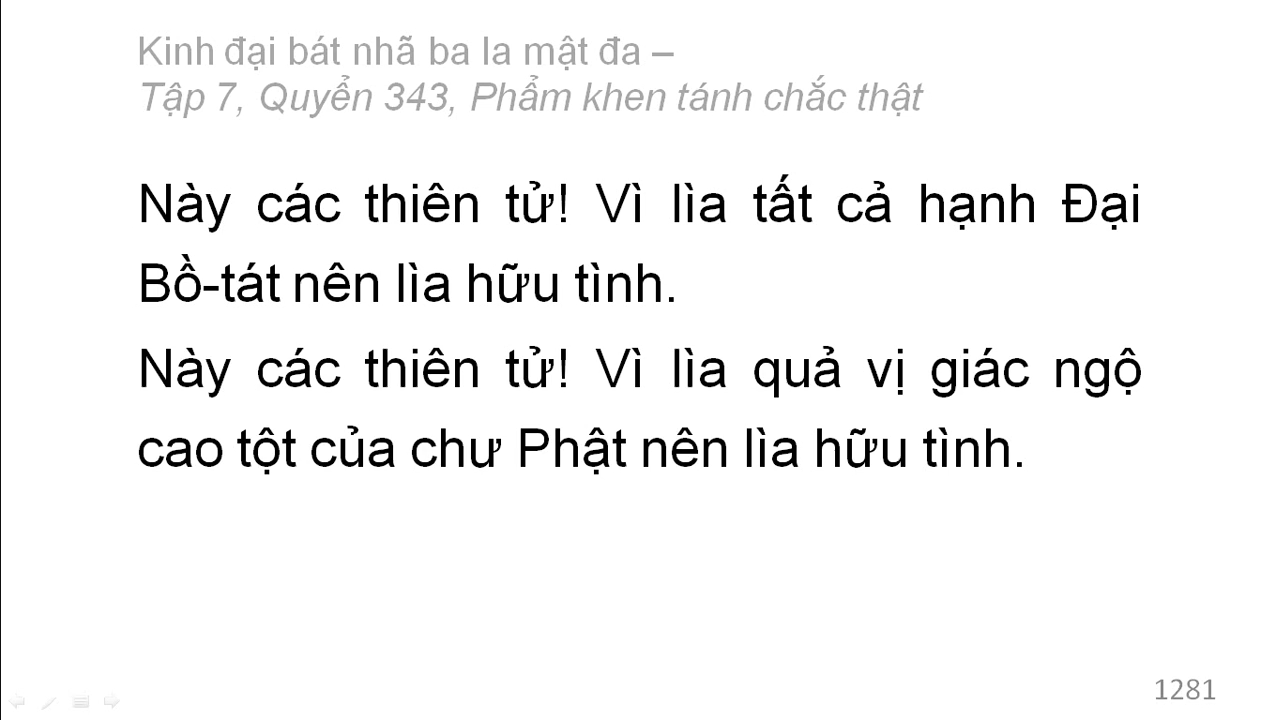 Kinh đại bát nhã ba la mật đa –
Tập 7, Quyển 343, Phẩm khen tánh chắc thật
Này các thiên tử! Vì lìa tất cả hạnh Đại
Bồ-tát nên lìa hữu tình.
Này các thiên tử! Vì lìa quả vị giác ngộ
cao tột của chư Phật nên lìa hữu tình.
1281